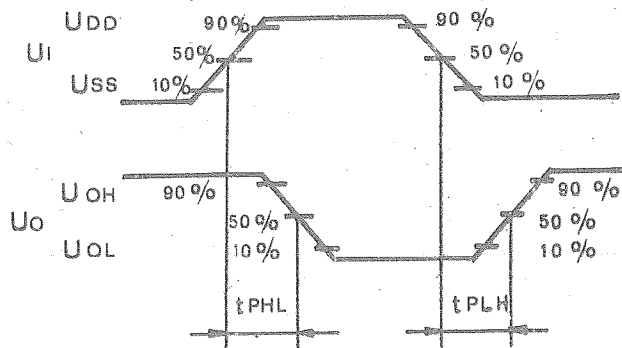 UDD 90% 90%
UI 50% 50%
USS 10% 10%
UOH 90% 90%
UO 50% 50%
UOL 10% 10%
tPHL tPLH